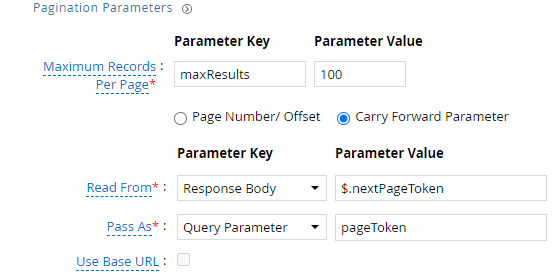 Pagination Parameters
Parameter Key Parameter Value
Maximum Records Per Page* : maxResults 100
Page Number/ Offset Carry Forward Parameter
Parameter Key Parameter Value
Read From* : Response Body $.nextPageToken
Pass As* : Query Parameter pageToken
Use Base URL :